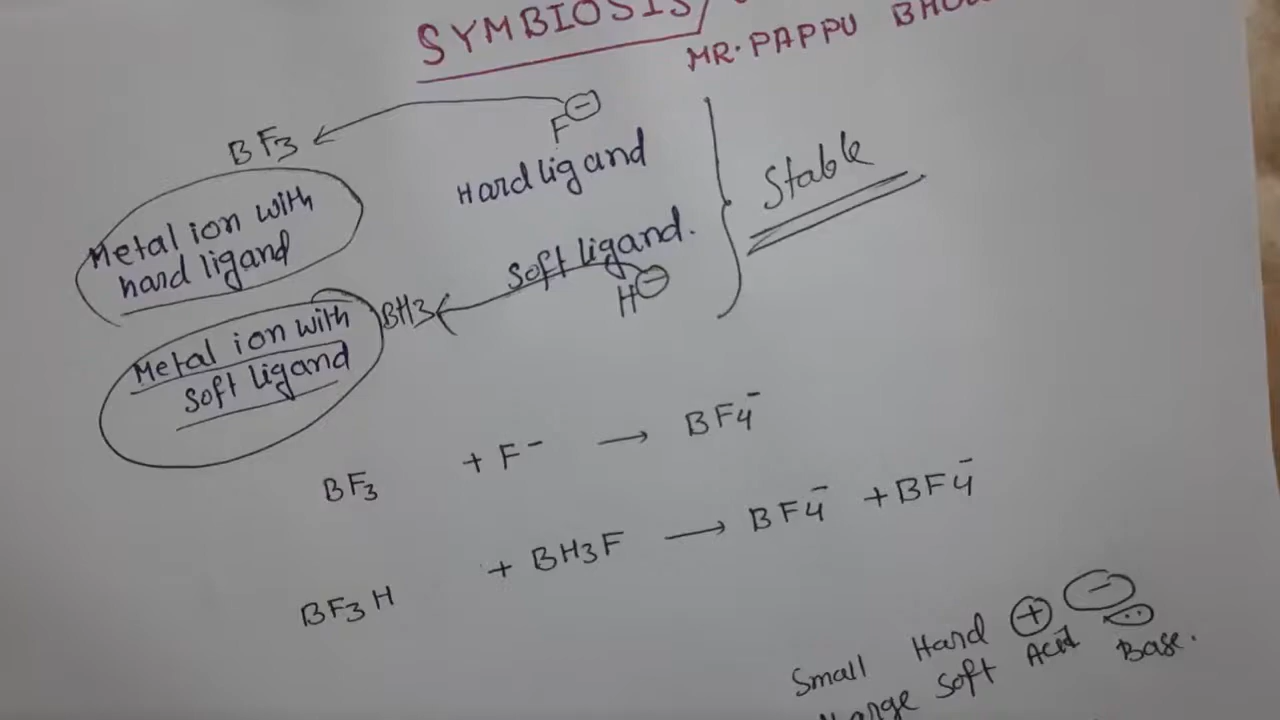 SYMBIOSIS
MR. PAPPU
BF3 F⊖
Hard ligand
Metal ion with
hard ligand
Stable
Soft ligand.
BH3 H⊖
Metal ion with
Soft ligand
BF3 + F⁻ → BF4⁻
BF3H + BH3F → BF4⁻ + BF4⁻
Small Hard ⊕ ⊖
large Soft Acid Base.